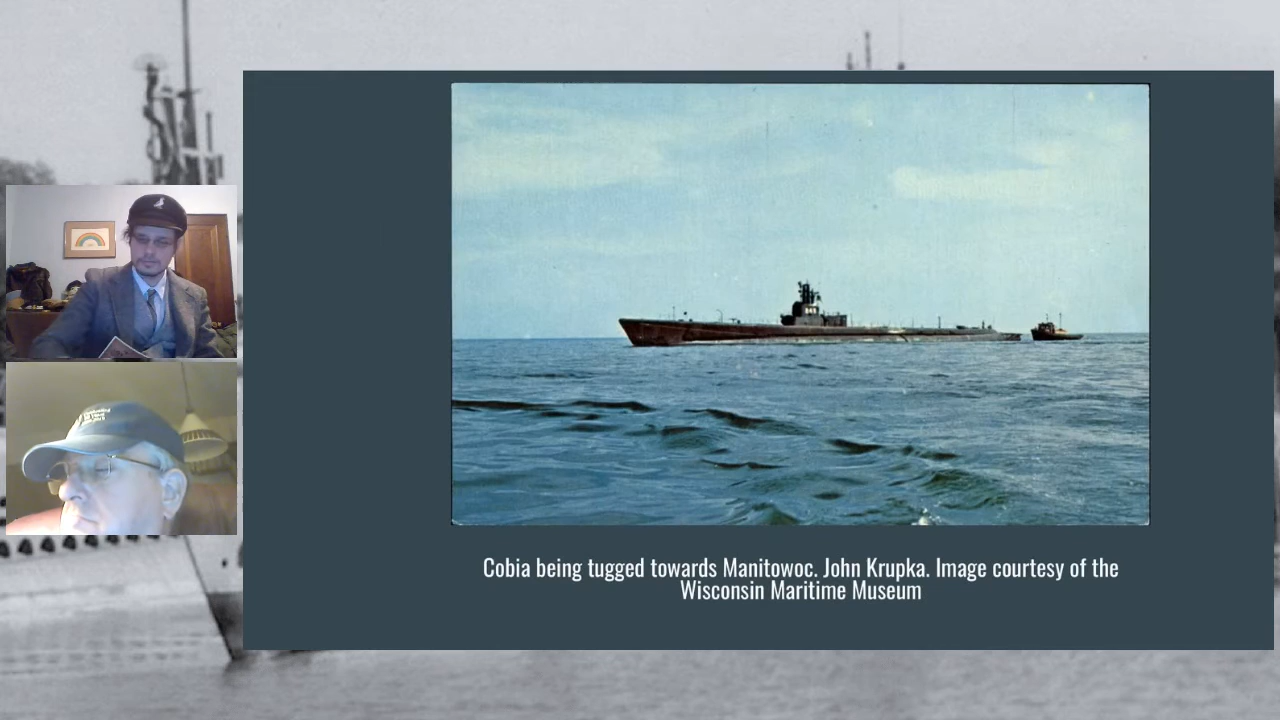 Cobia being tugged towards Manitowoc. John Krupka. Image courtesy of the
Wisconsin Maritime Museum